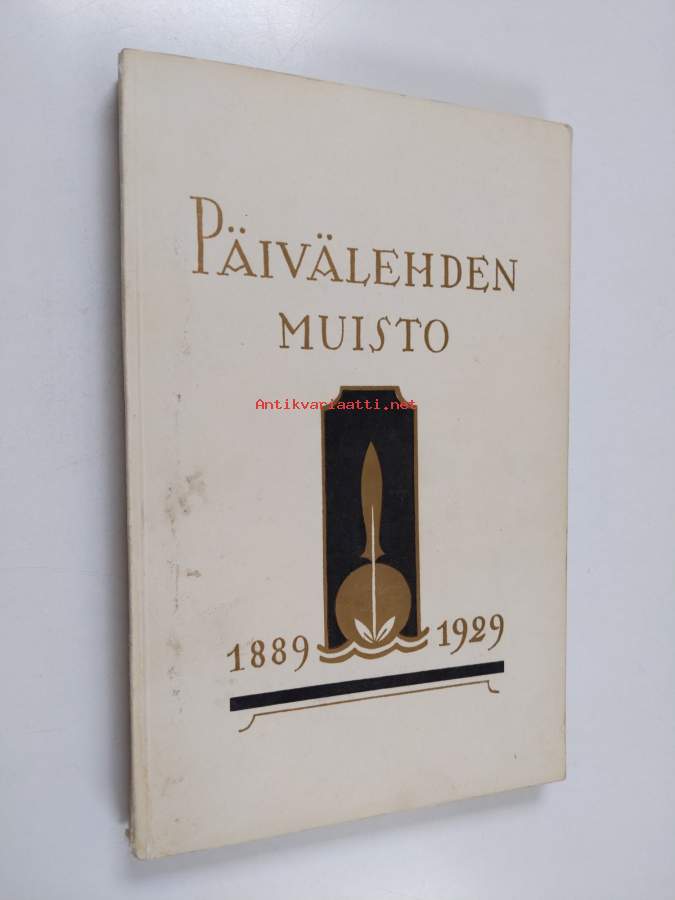 PÄIVÄLEHDEN
MUISTO
Antikvariaatti.net
1889 1929